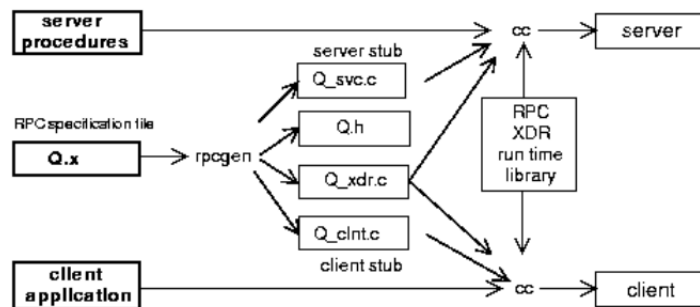 server
procedures
cc
server
server stub
Q_svc.c
RPC specification file
Q.x
rpcgen
Q.h
Q_xdr.c
Q_clnt.c
client stub
RPC
XDR
run time
library
client
application
cc
client